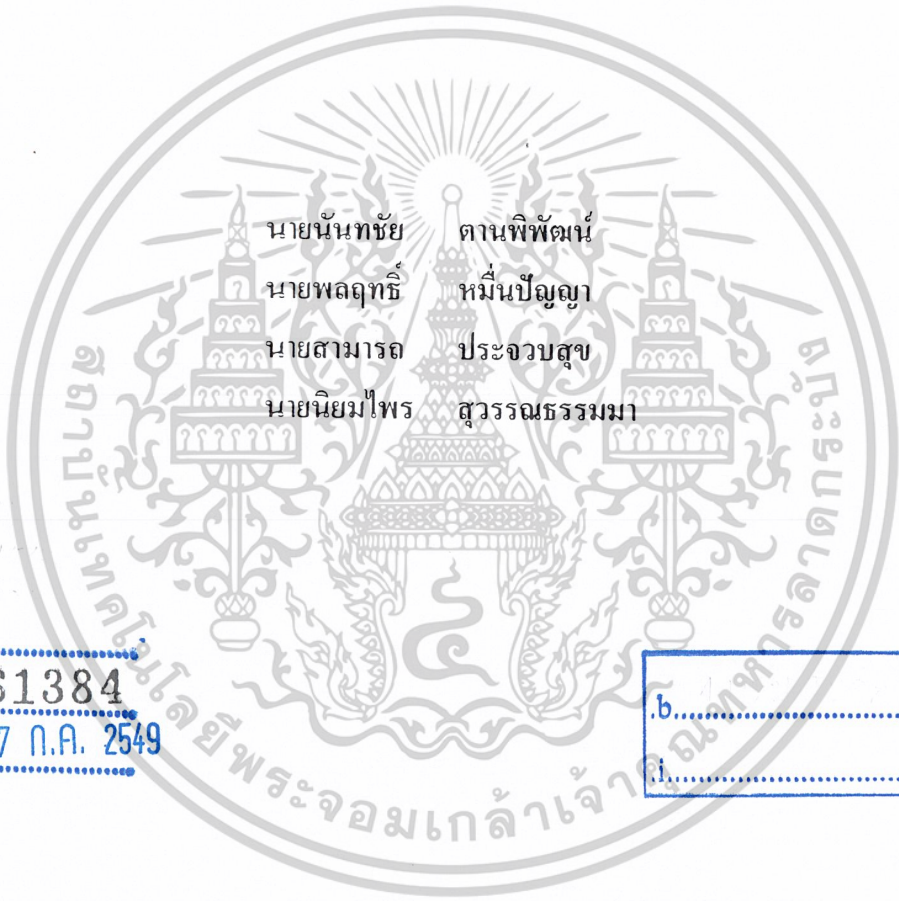 นายนันทชัย ตานพิพัฒน์
นายพลฤทธิ์ หมื่นปัญญา
นายสามารถ ประจวบสุข
นายนิยมไพร สุวรรณธรรมมา
สถาบันเทคโนโลยีพระจอมเกล้าเจ้าคุณทหารลาดกระบัง
61384
7 ก.ค. 2549
.b.
.i.